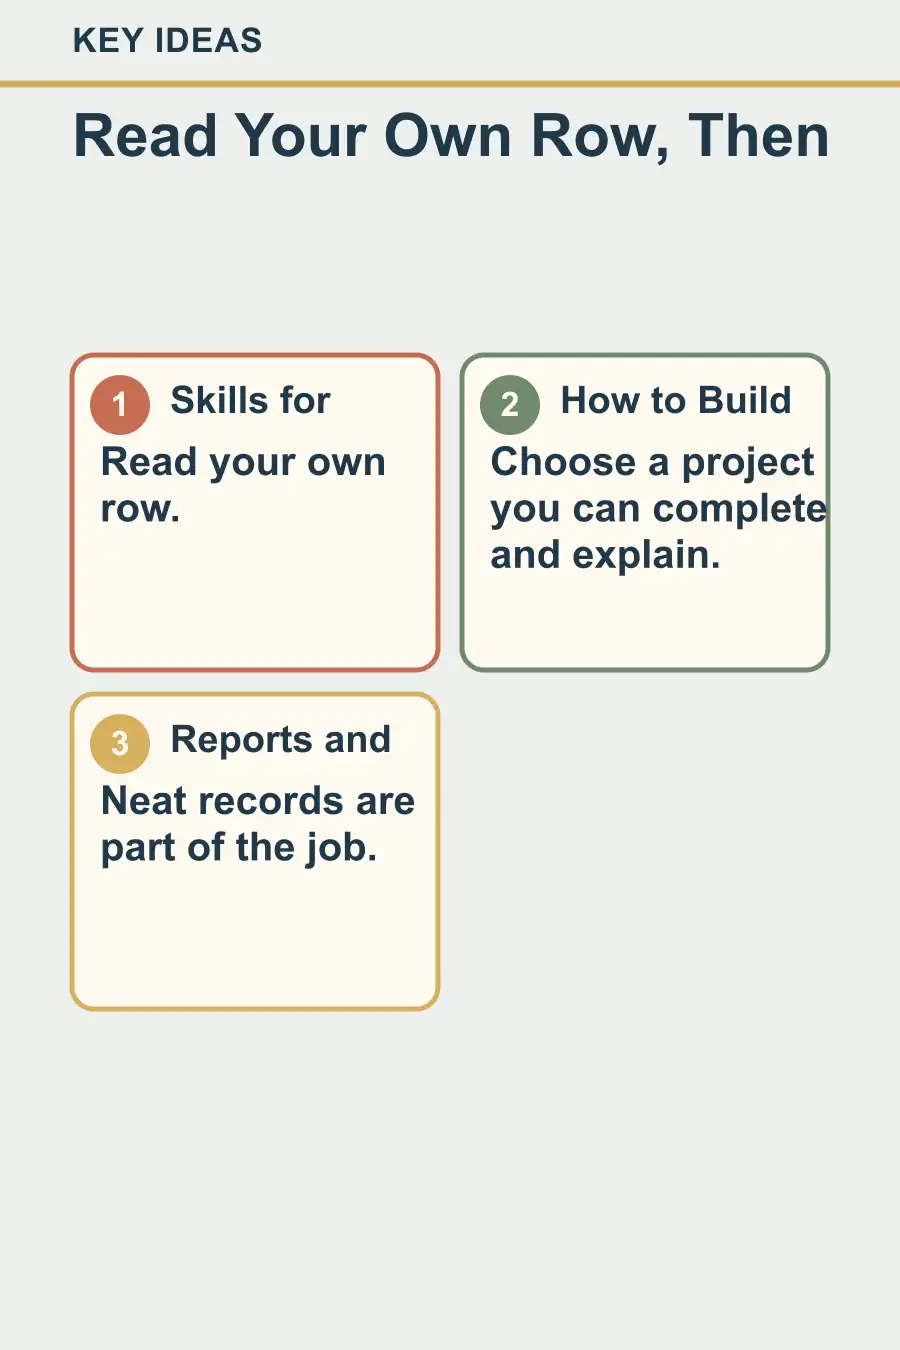 KEY IDEAS
Read Your Own Row, Then
1 Skills for
Read your own
row.
2 How to Build
Choose a project
you can complete
and explain.
3 Reports and
Neat records are
part of the job.